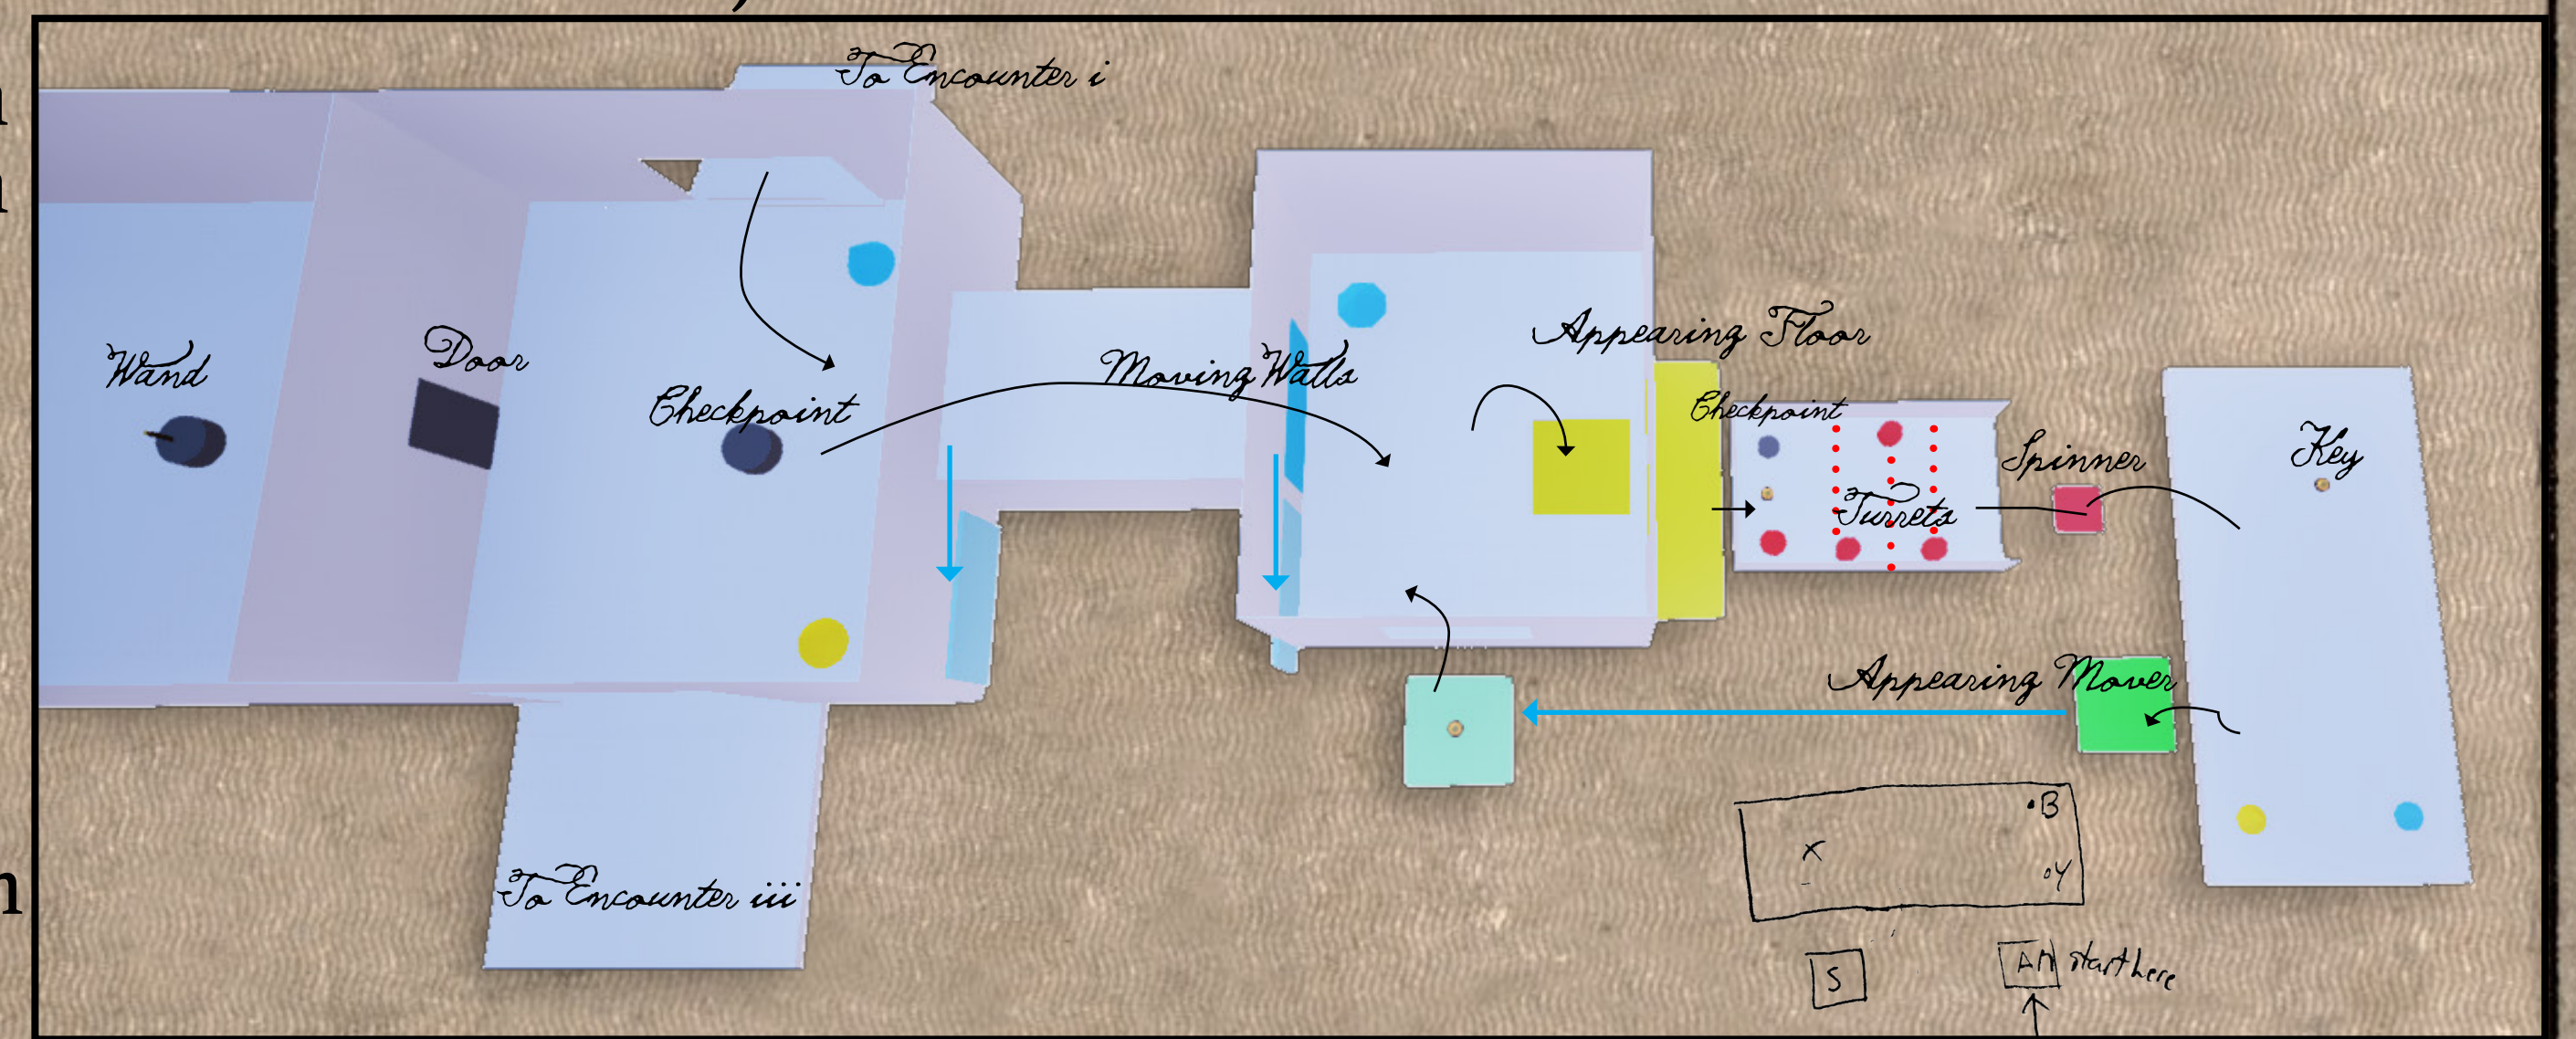 To Encounter i
Wand
Door
Checkpoint
Moving Walls
Appearing Floor
Checkpoint
Turrets
Spinner
Key
Appearing Mover
To Encounter iii
X
B
Y
S
AM start here